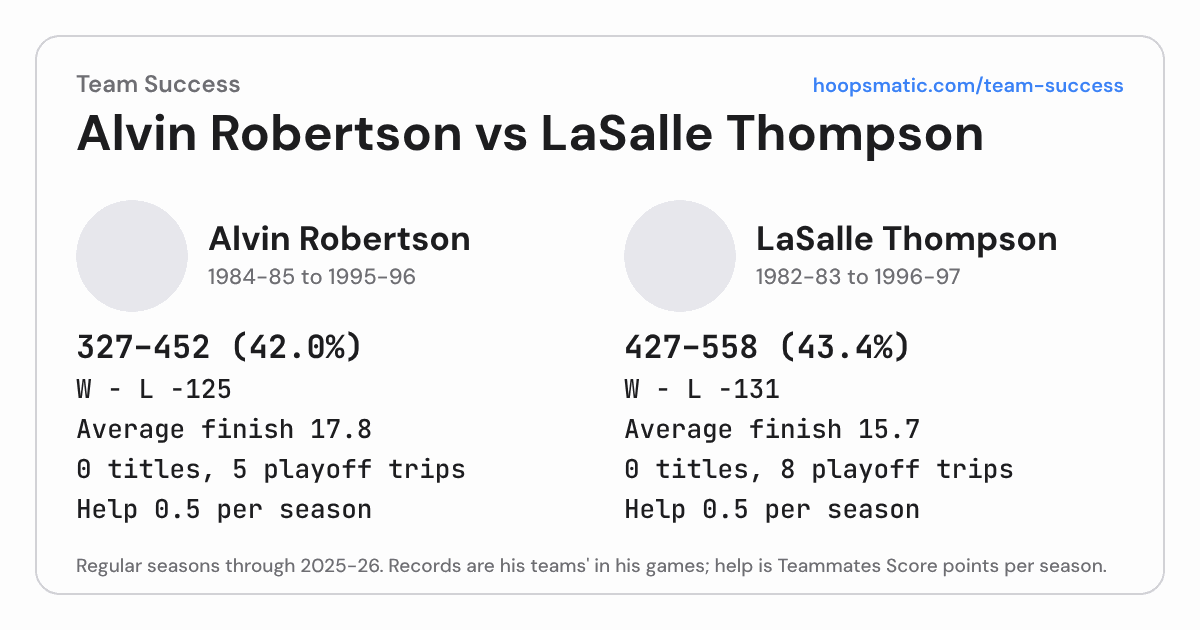 Team Success
hoopsmatic.com/team-success
Alvin Robertson vs LaSalle Thompson
Alvin Robertson
1984-85 to 1995-96
327-452 (42.0%)
W - L -125
Average finish 17.8
0 titles, 5 playoff trips
Help 0.5 per season
LaSalle Thompson
1982-83 to 1996-97
427-558 (43.4%)
W - L -131
Average finish 15.7
0 titles, 8 playoff trips
Help 0.5 per season
Regular seasons through 2025-26. Records are his teams' in his games; help is Teammates Score points per season.